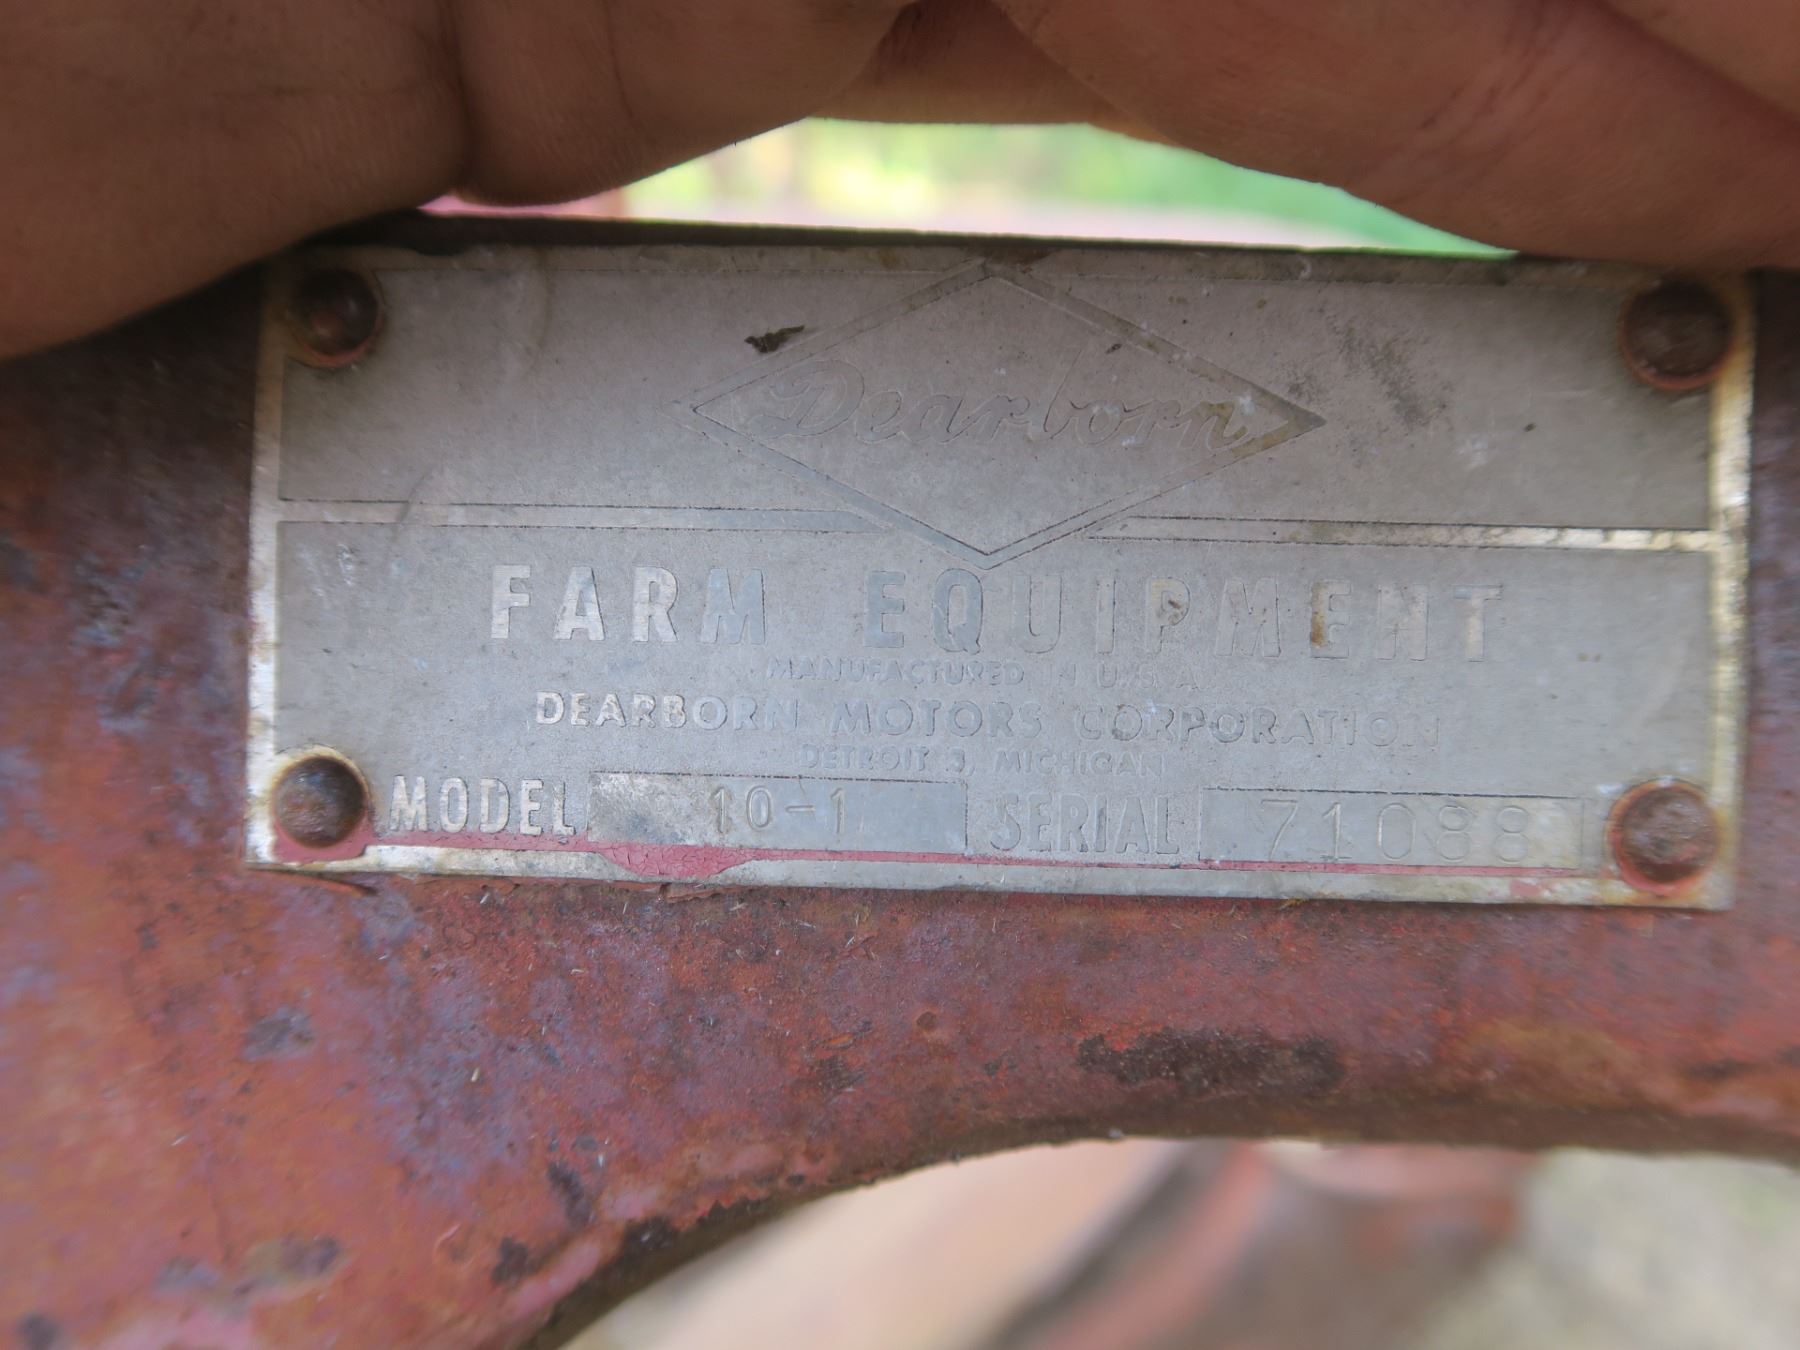 Dearborn
FARM EQUIPMENT
MANUFACTURED IN U.S.A.
DEARBORN MOTORS CORPORATION
DETROIT 3, MICHIGAN
MODEL 10-1 SERIAL 71088